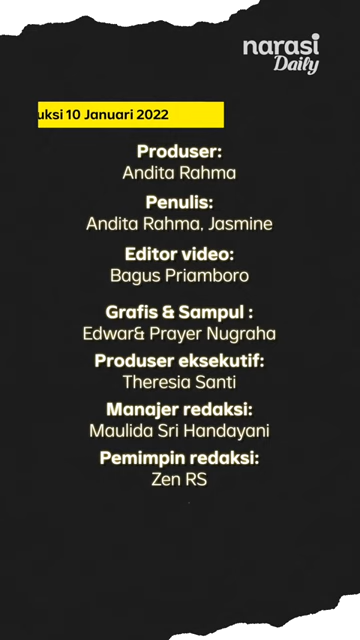 narasi
Daily
uksi 10 Januari 2022
Produser:
Andita Rahma
Penulis:
Andita Rahma, Jasmine
Editor video:
Bagus Priamboro
Grafis & Sampul :
Edwar& Prayer Nugraha
Produser eksekutif:
Theresia Santi
Manajer redaksi:
Maulida Sri Handayani
Pemimpin redaksi:
Zen RS